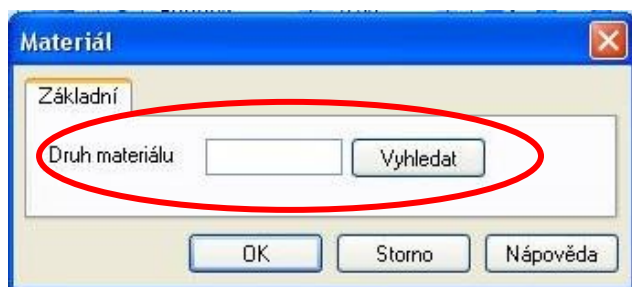 Materiál
Základní
Druh materiálu Vyhledat
OK Storno Nápověda